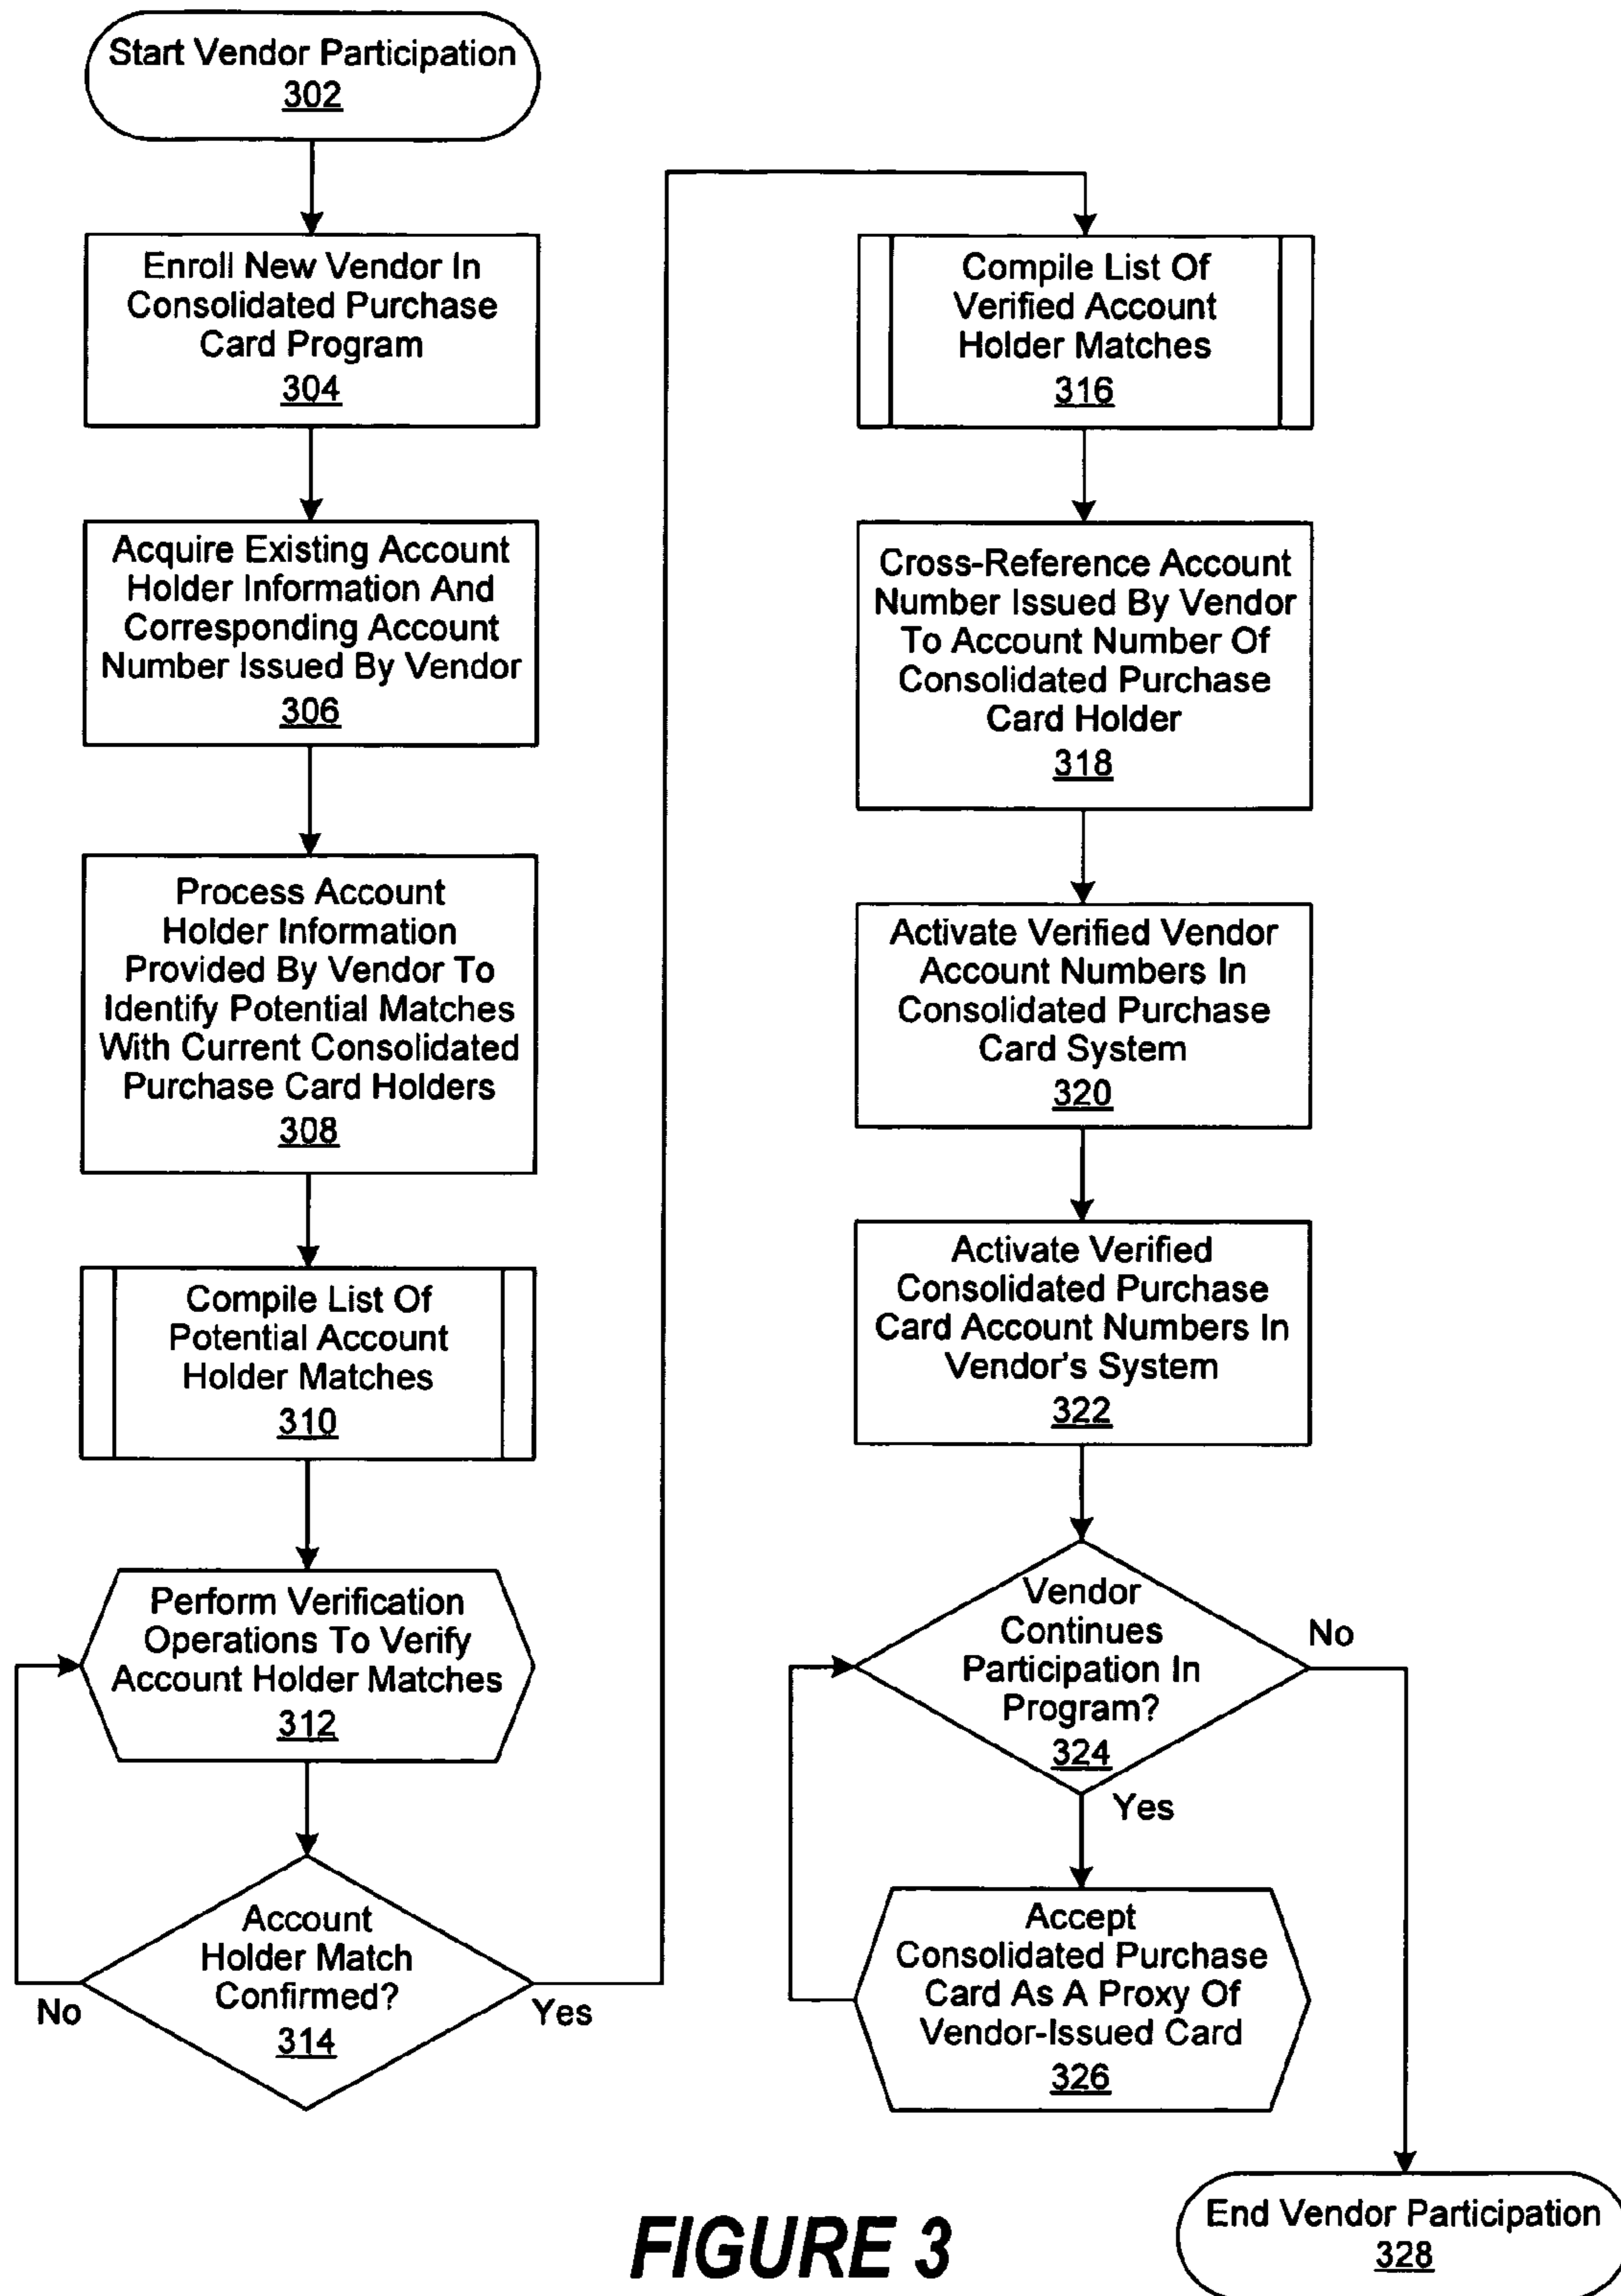 Start Vendor Participation
302
Enroll New Vendor In
Consolidated Purchase
Card Program
304
Acquire Existing Account
Holder Information And
Corresponding Account
Number Issued By Vendor
306
Process Account
Holder Information
Provided By Vendor To
Identify Potential Matches
With Current Consolidated
Purchase Card Holders
308
Compile List Of
Potential Account
Holder Matches
310
Perform Verification
Operations To Verify
Account Holder Matches
312
Account
Holder Match
Confirmed?
314
No
Yes
Compile List Of
Verified Account
Holder Matches
316
Cross-Reference Account
Number Issued By Vendor
To Account Number Of
Consolidated Purchase
Card Holder
318
Activate Verified Vendor
Account Numbers In
Consolidated Purchase
Card System
320
Activate Verified
Consolidated Purchase
Card Account Numbers In
Vendor's System
322
Vendor
Continues
Participation In
Program?
324
No
Yes
Accept
Consolidated Purchase
Card As A Proxy Of
Vendor-Issued Card
326
End Vendor Participation
328
FIGURE 3